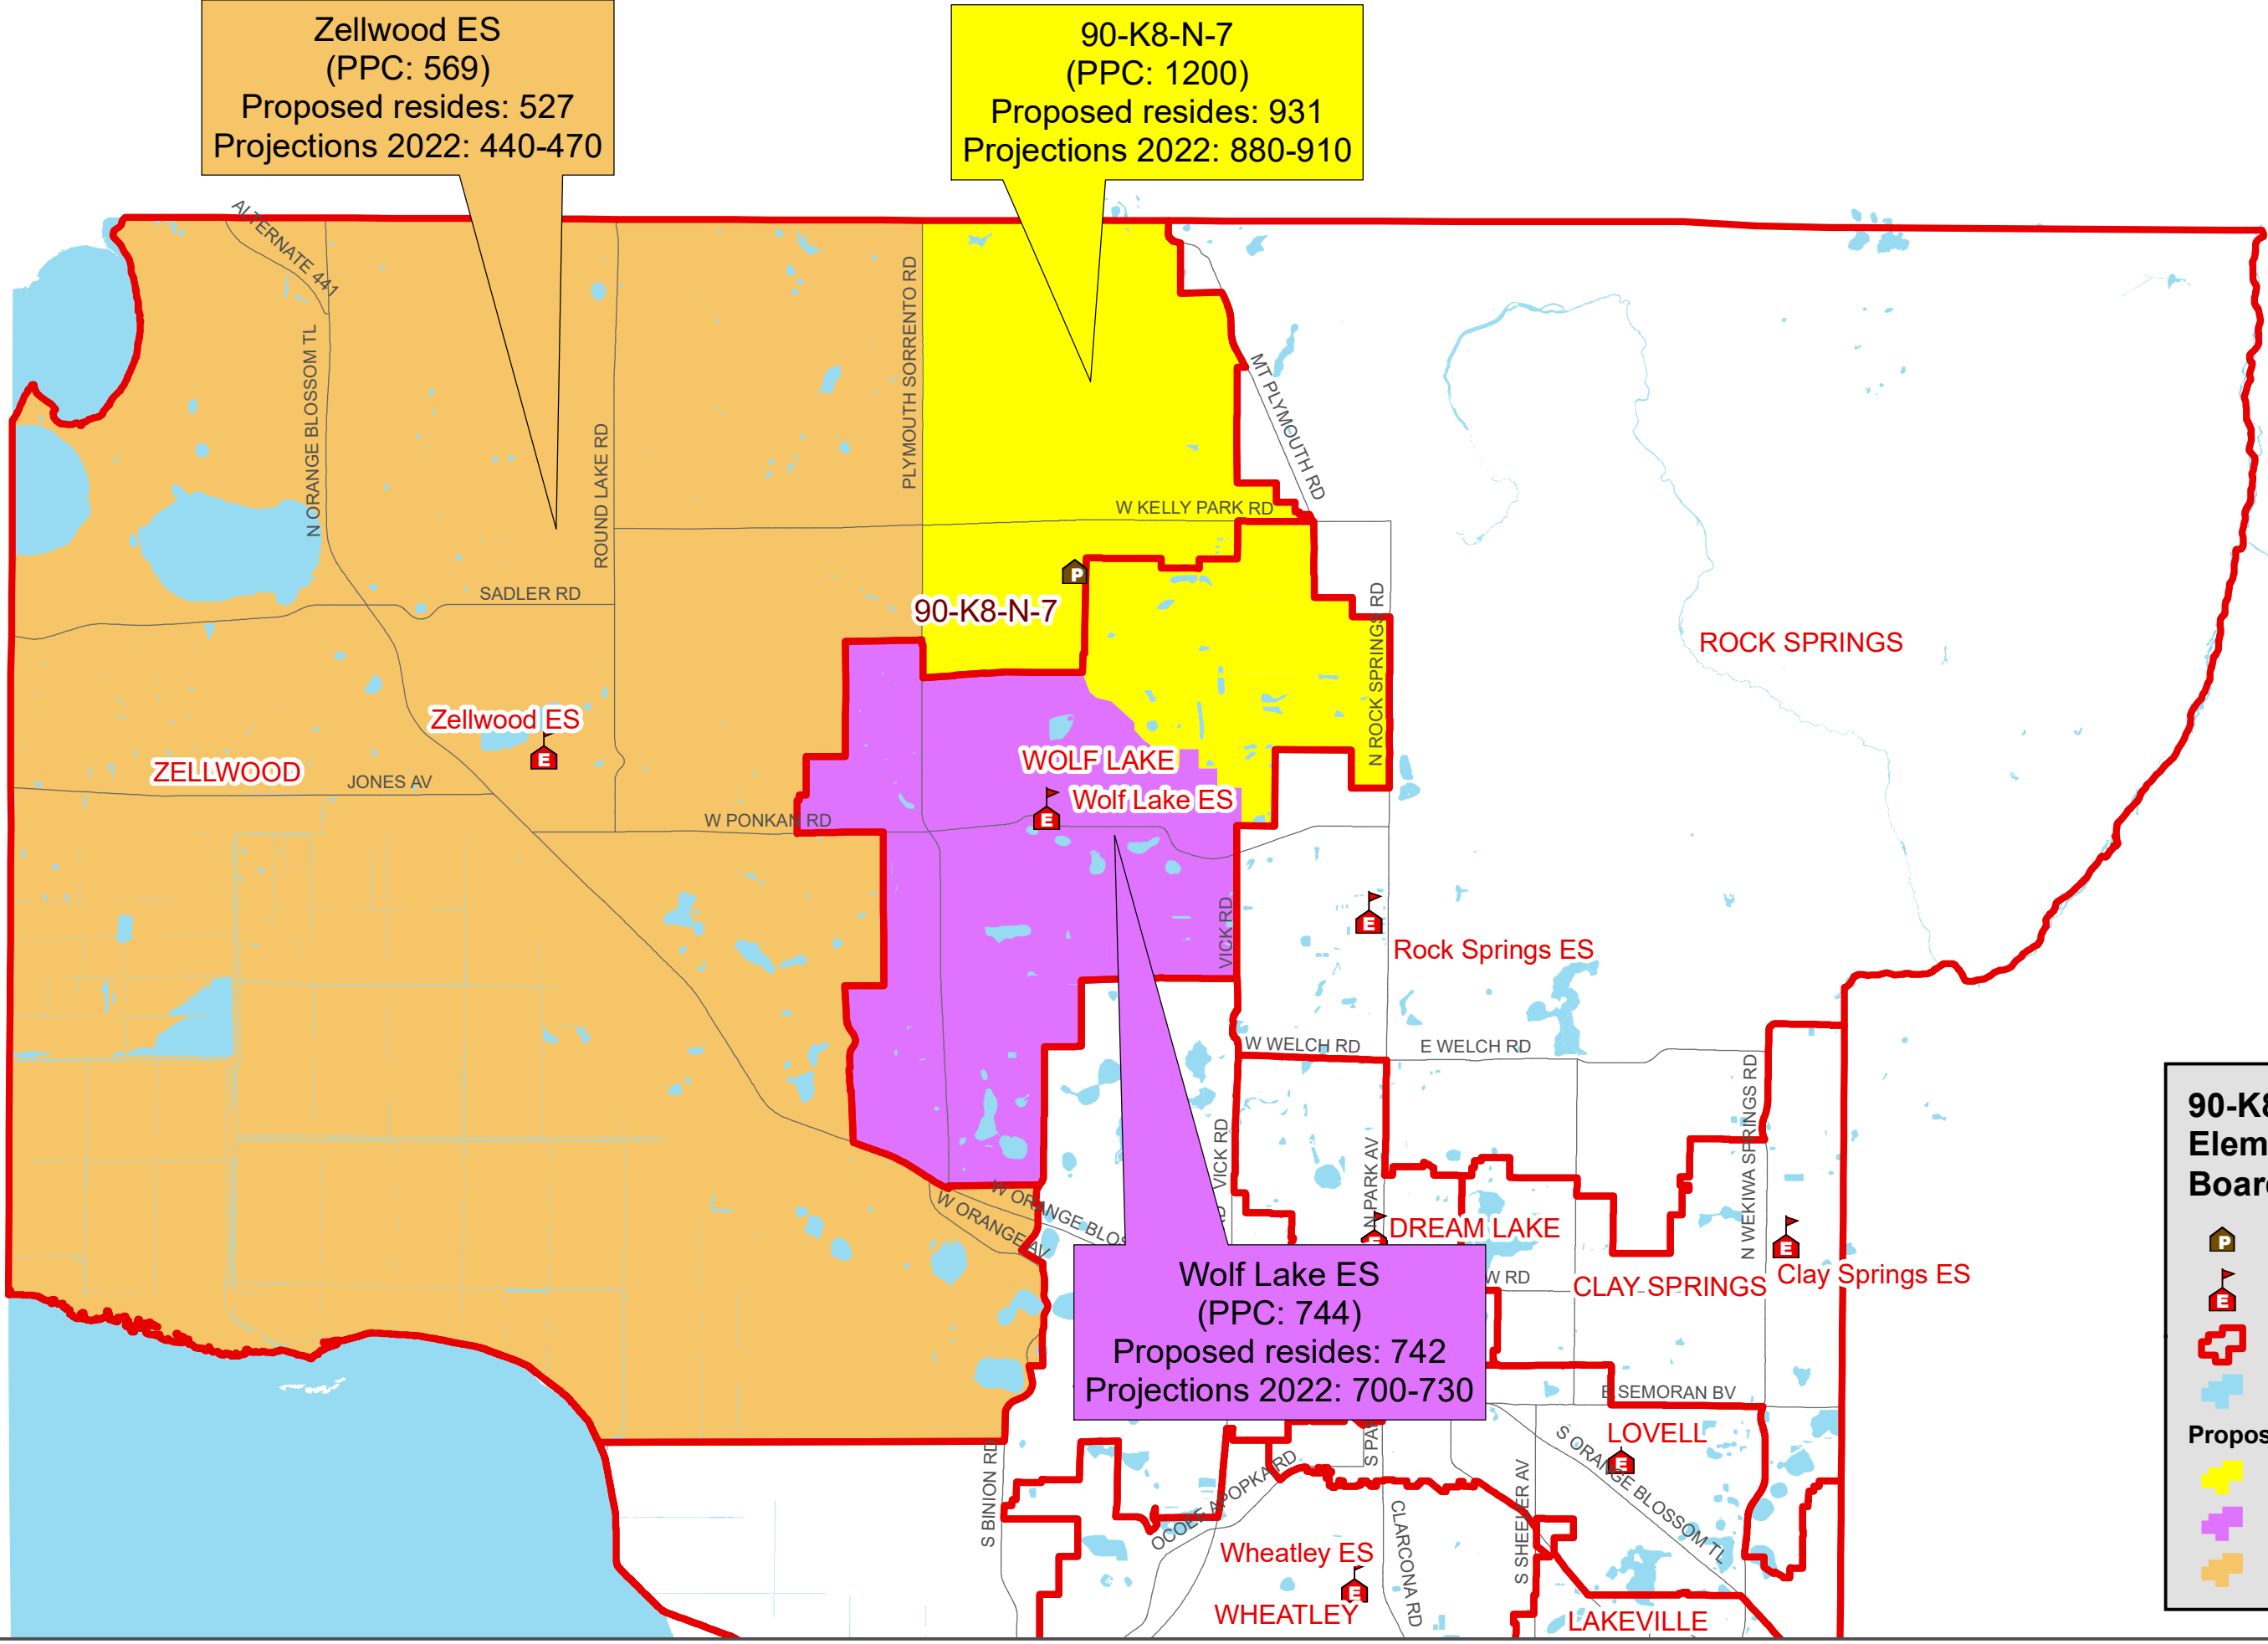 Zellwood ES
(PPC: 569)
Proposed resides: 527
Projections 2022: 440-470
90-K8-N-7
(PPC: 1200)
Proposed resides: 931
Projections 2022: 880-910
ALTERNATE 441
N ORANGE BLOSSOM TL
ROUND LAKE RD
PLYMOUTH SORRENTO RD
MT PLYMOUTH RD
W KELLY PARK RD
P
SADLER RD
90-K8-N-7
N ROCK SPRINGS RD
ROCK SPRINGS
Zellwood ES
E
ZELLWOOD
JONES AV
WOLF LAKE
Wolf Lake ES
E
W PONKAN RD
VICK RD
E
Rock Springs ES
W WELCH RD
E WELCH RD
N WEKIWA SPRINGS RD
VICK RD
N PARK AV
W ORANGE BLOS
W ORANGE AV
RD
E
DREAM LAKE
W RD
CLAY SPRINGS
E
Clay Springs ES
Wolf Lake ES
(PPC: 744)
Proposed resides: 742
Projections 2022: 700-730
E SEMORAN BV
LOVELL
E
S BINION RD
S PA
OCOEE APOPKA RD
CLARCONA RD
S SHEELER AV
S ORANGE BLOSSOM TL
Wheatley ES
E
WHEATLEY
LAKEVILLE
90-K8
Elem
Boar
P
E
Propos